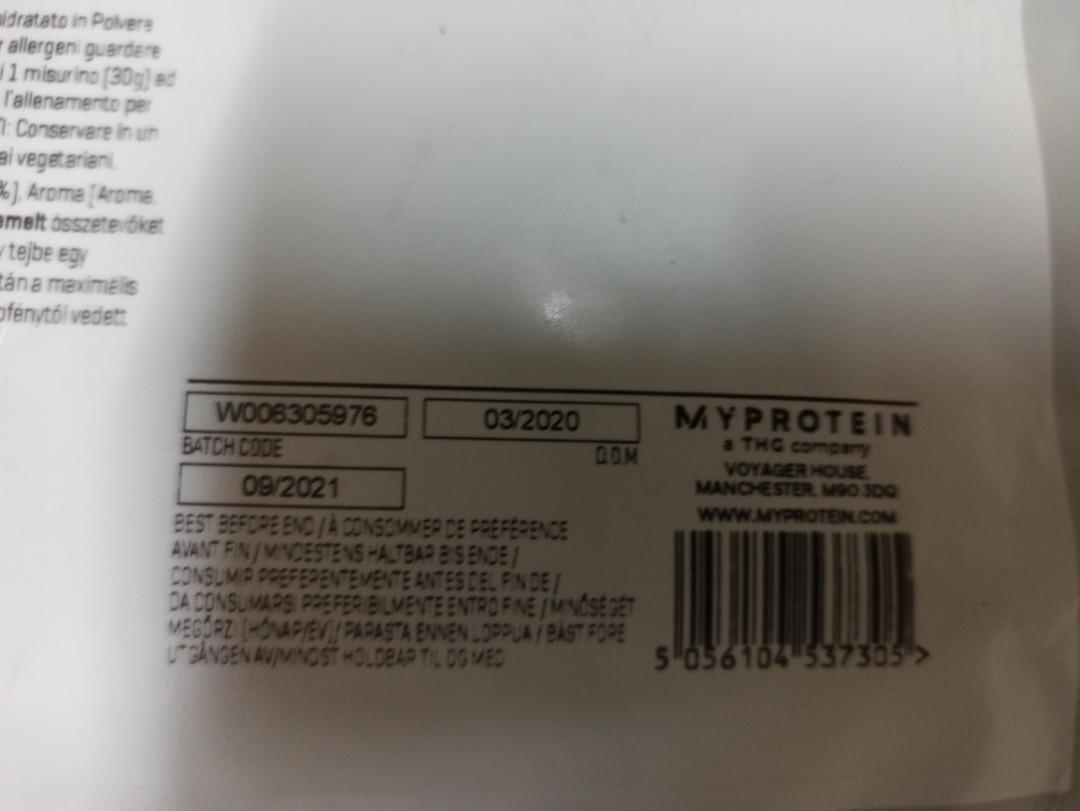 idratato in Polvere
allergeni guardare
i 1 misurino [30g] ad
l'allenamento per
Conservare in un
ai vegetariani.
%], Aroma [Aroma
emelt összetevőket
tejbe egy
tán a maximális
ofénytől védett
W006305976
BATCH CODE
03/2020
D.O.M
09/2021
BEST BEFORE END / À CONSOMMER DE PRÉFÉRENCE
AVANT FIN / MINDESTENS HALTBAR BIS ENDE /
CONSUMIR PREFERENTEMENTE ANTES DEL FIN DE /
DA CONSUMARSI PREFERIBILMENTE ENTRO FINE / MINŐSÉGÉT
MEGŐRZI [HÓNAP/ÉV] / PARASTA ENNEN LOPPUA / BÄST FÖRE
UTGÅNGEN AV/MINDST HOLDBAR TIL OG MED
MYPROTEIN
a THG company
VOYAGER HOUSE,
MANCHESTER, M90 3DQ
WWW.MYPROTEIN.COM
5 056104 537305 >